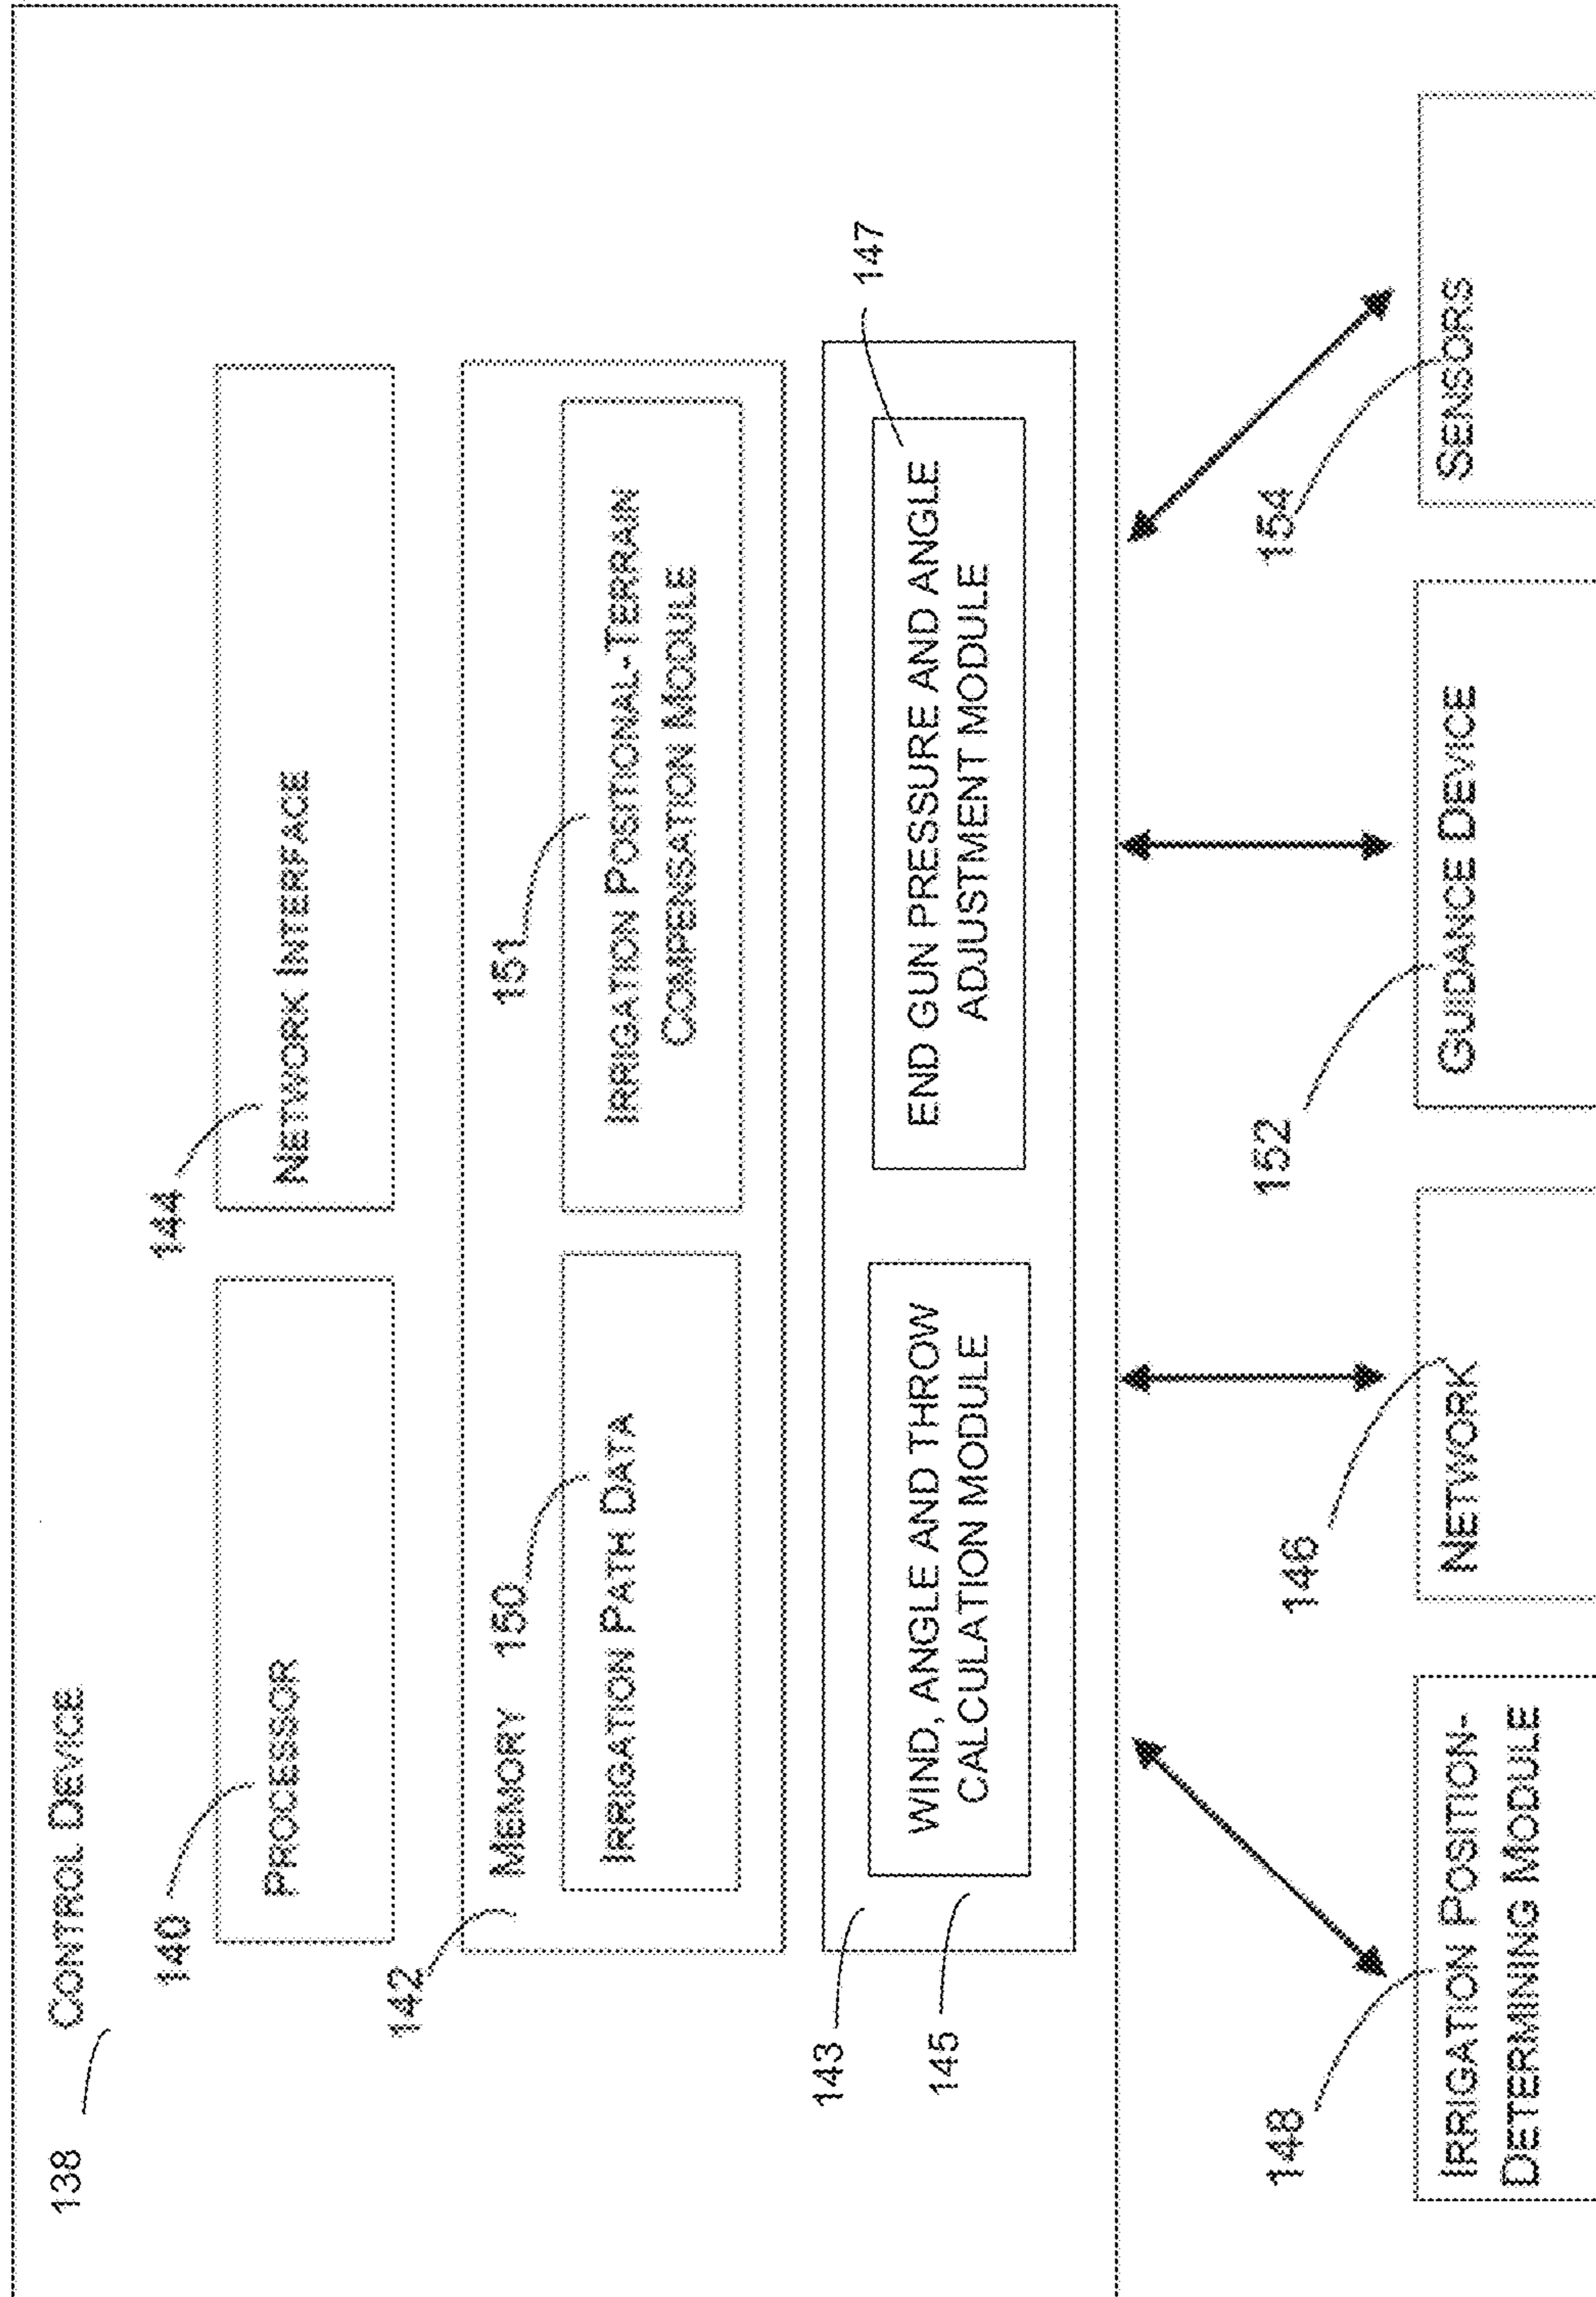 138
CONTROL DEVICE
140
PROCESSOR
144
NETWORK INTERFACE
142
MEMORY
150
IRRIGATION PATH DATA
151
IRRIGATION POSITIONAL-TERRAIN
COMPENSATION MODULE
143
145
WIND, ANGLE AND THROW
CALCULATION MODULE
147
END GUN PRESSURE AND ANGLE
ADJUSTMENT MODULE
148
IRRIGATION POSITION-
DETERMINING MODULE
146
NETWORK
152
GUIDANCE DEVICE
154
SENSORS